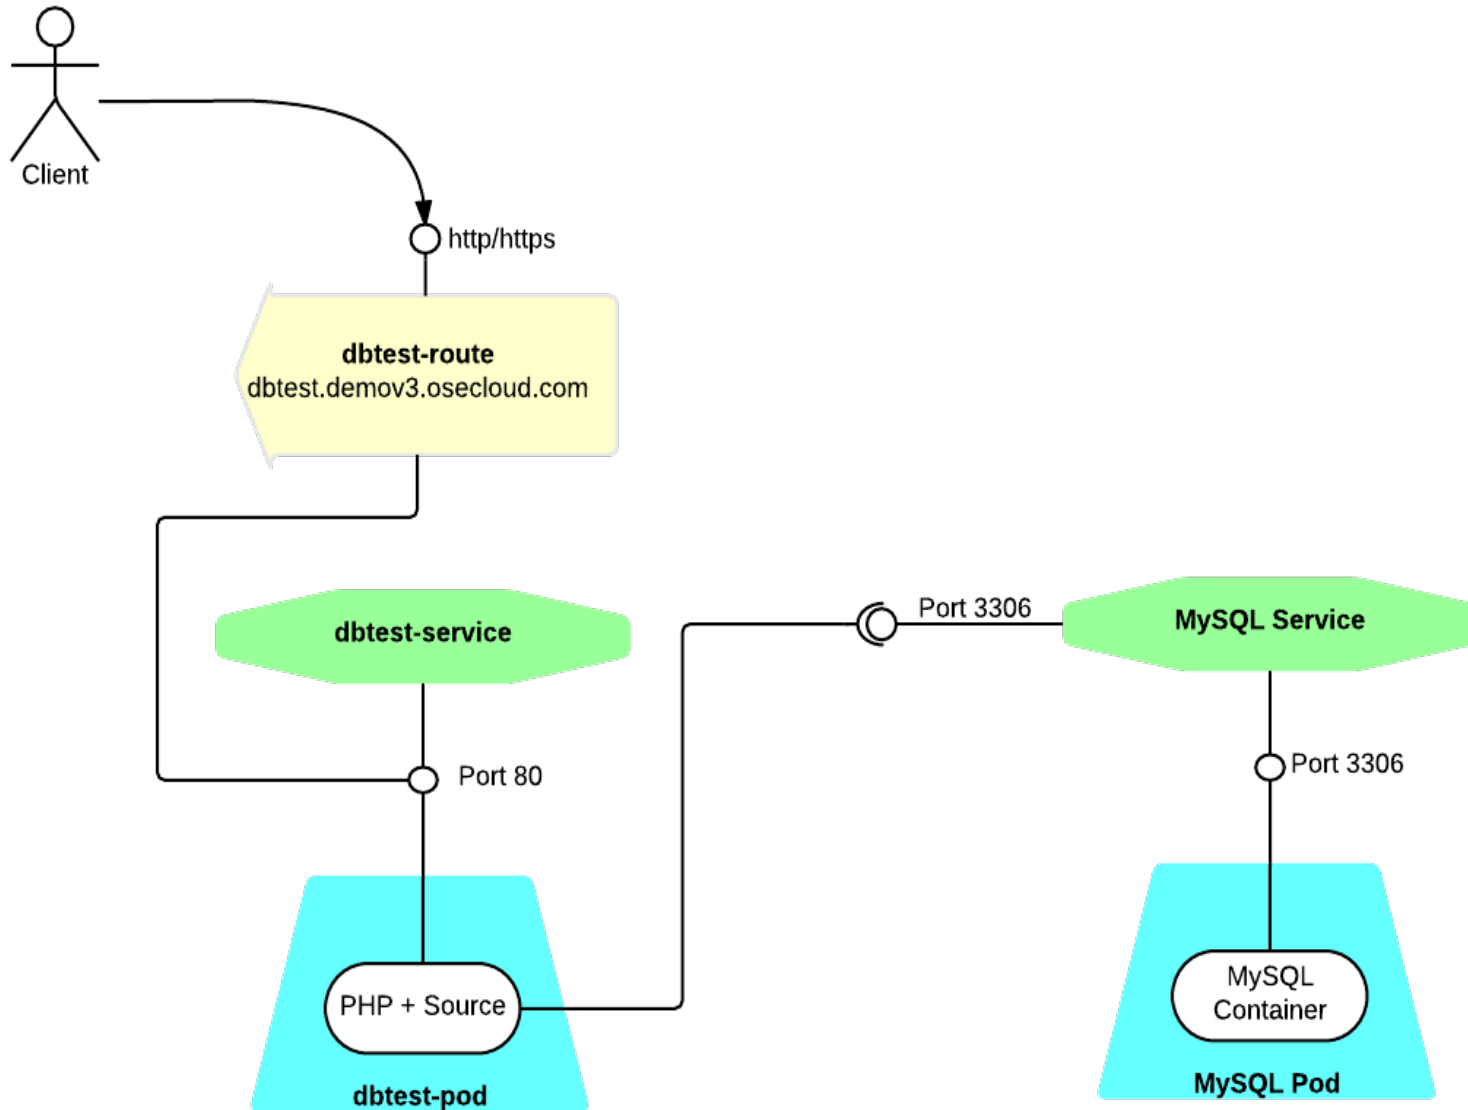 Client
http/https
dbtest-route
dbtest.demov3.osecloud.com
dbtest-service
Port 3306
MySQL Service
Port 80
Port 3306
PHP + Source
MySQL
Container
dbtest-pod
MySQL Pod